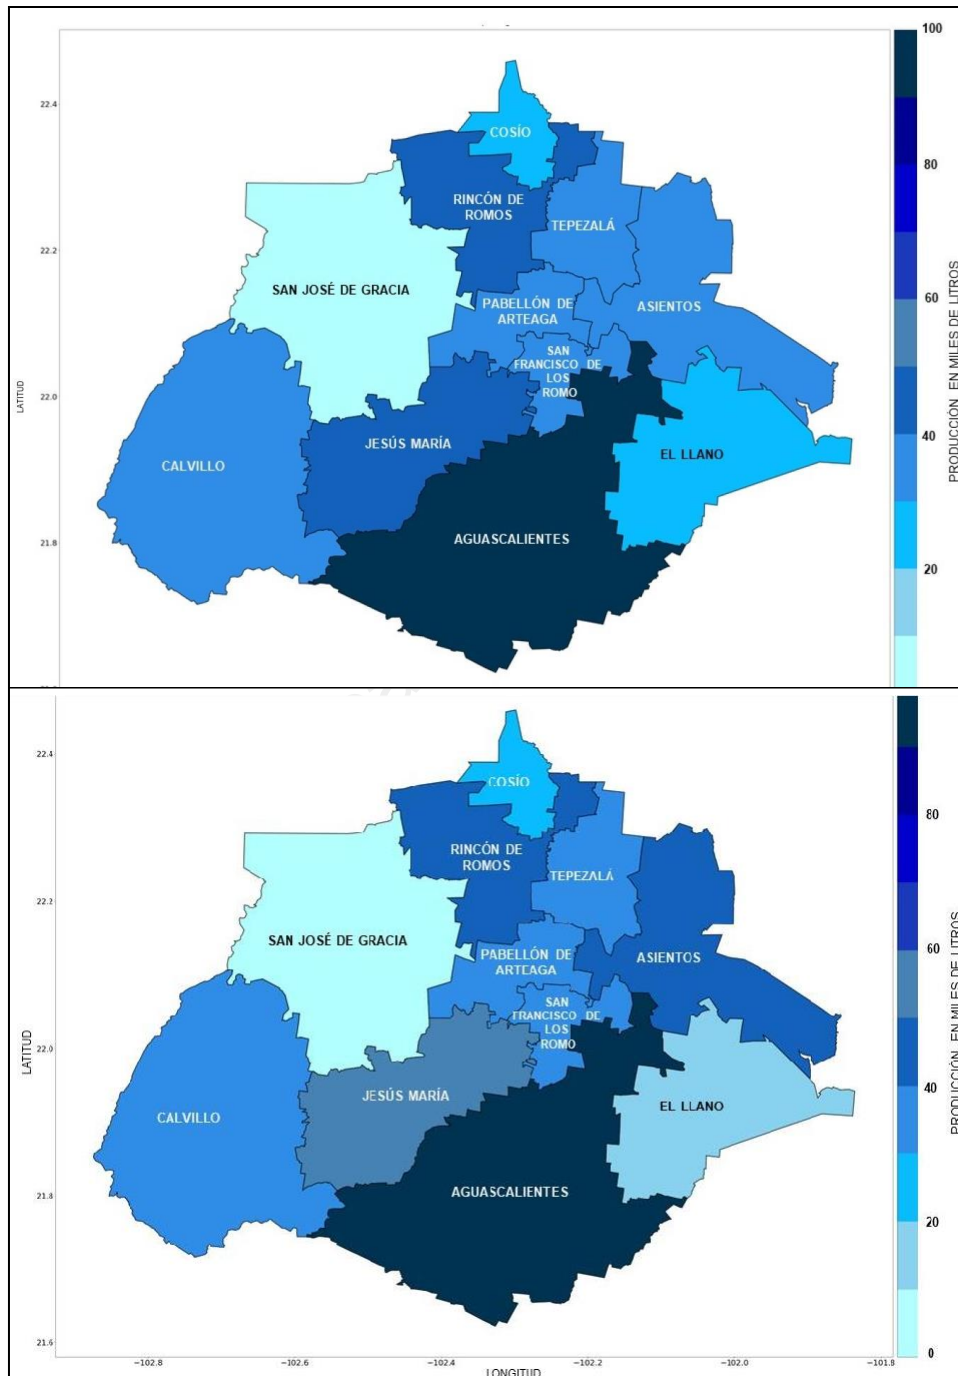 100
22.4
COSÍO
80
RINCÓN DE
ROMOS
TEPEZALÁ
22.2
SAN JOSÉ DE GRACIA
PABELLÓN DE
ARTEAGA
ASIENTOS
60
PRODUCCIÓN EN MILES DE LITROS
SAN
FRANCISCO DE
LOS
ROMO
LATITUD
22.0
JESÚS MARÍA
40
CALVILLO
EL LLANO
21.8
AGUASCALIENTES
20
22.4
COSÍO
80
RINCÓN DE
ROMOS
TEPEZALÁ
22.2
SAN JOSÉ DE GRACIA
PABELLÓN DE
ARTEAGA
ASIENTOS
60
PRODUCCIÓN EN MILES DE LITROS
SAN
FRANCISCO DE
LOS
ROMO
LATITUD
22.0
JESÚS MARÍA
40
CALVILLO
EL LLANO
21.8
AGUASCALIENTES
20
21.6
0
−102.8
−102.6
−102.4
−102.2
−102.0
−101.8
LONGITUD